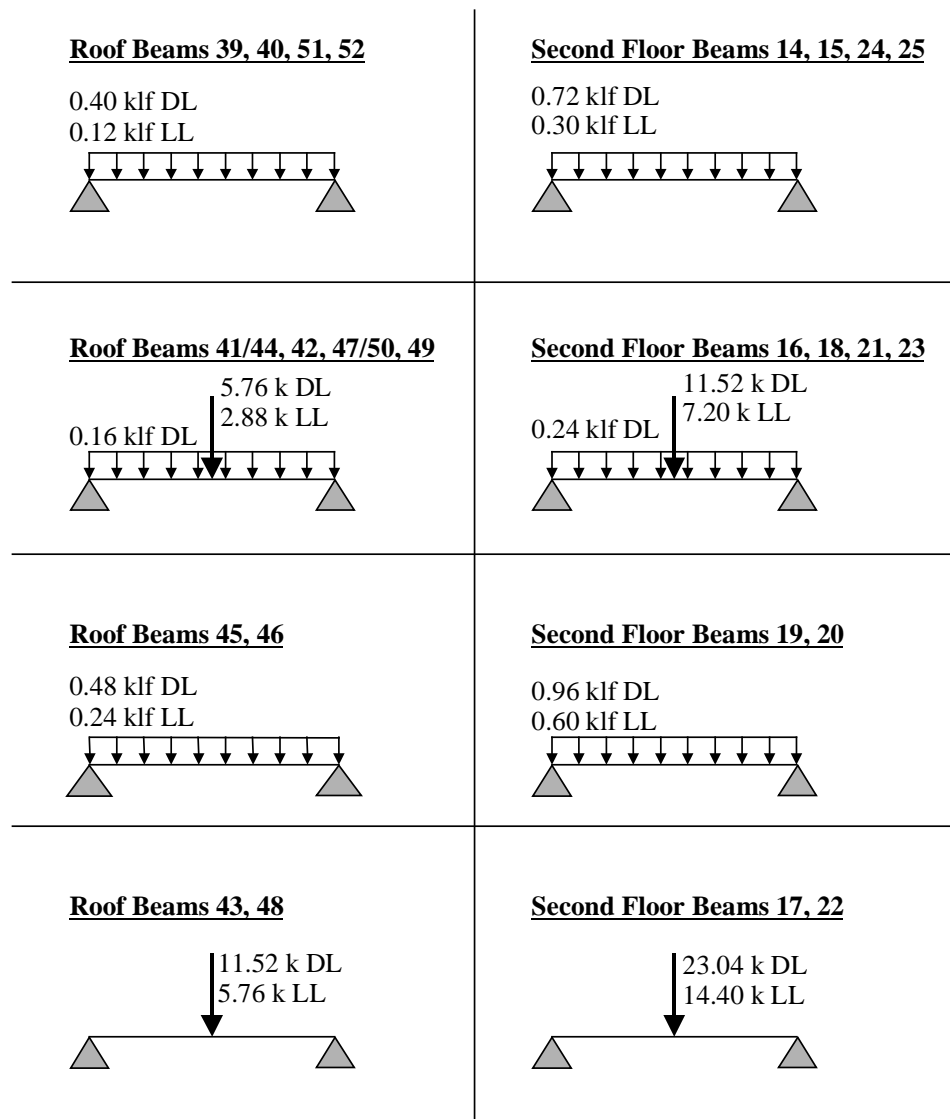 Roof Beams 39, 40, 51, 52
0.40 klf DL
0.12 klf LL
Second Floor Beams 14, 15, 24, 25
0.72 klf DL
0.30 klf LL
Roof Beams 41/44, 42, 47/50, 49
5.76 k DL
2.88 k LL
0.16 klf DL
Second Floor Beams 16, 18, 21, 23
11.52 k DL
7.20 k LL
0.24 klf DL
Roof Beams 45, 46
0.48 klf DL
0.24 klf LL
Second Floor Beams 19, 20
0.96 klf DL
0.60 klf LL
Roof Beams 43, 48
11.52 k DL
5.76 k LL
Second Floor Beams 17, 22
23.04 k DL
14.40 k LL